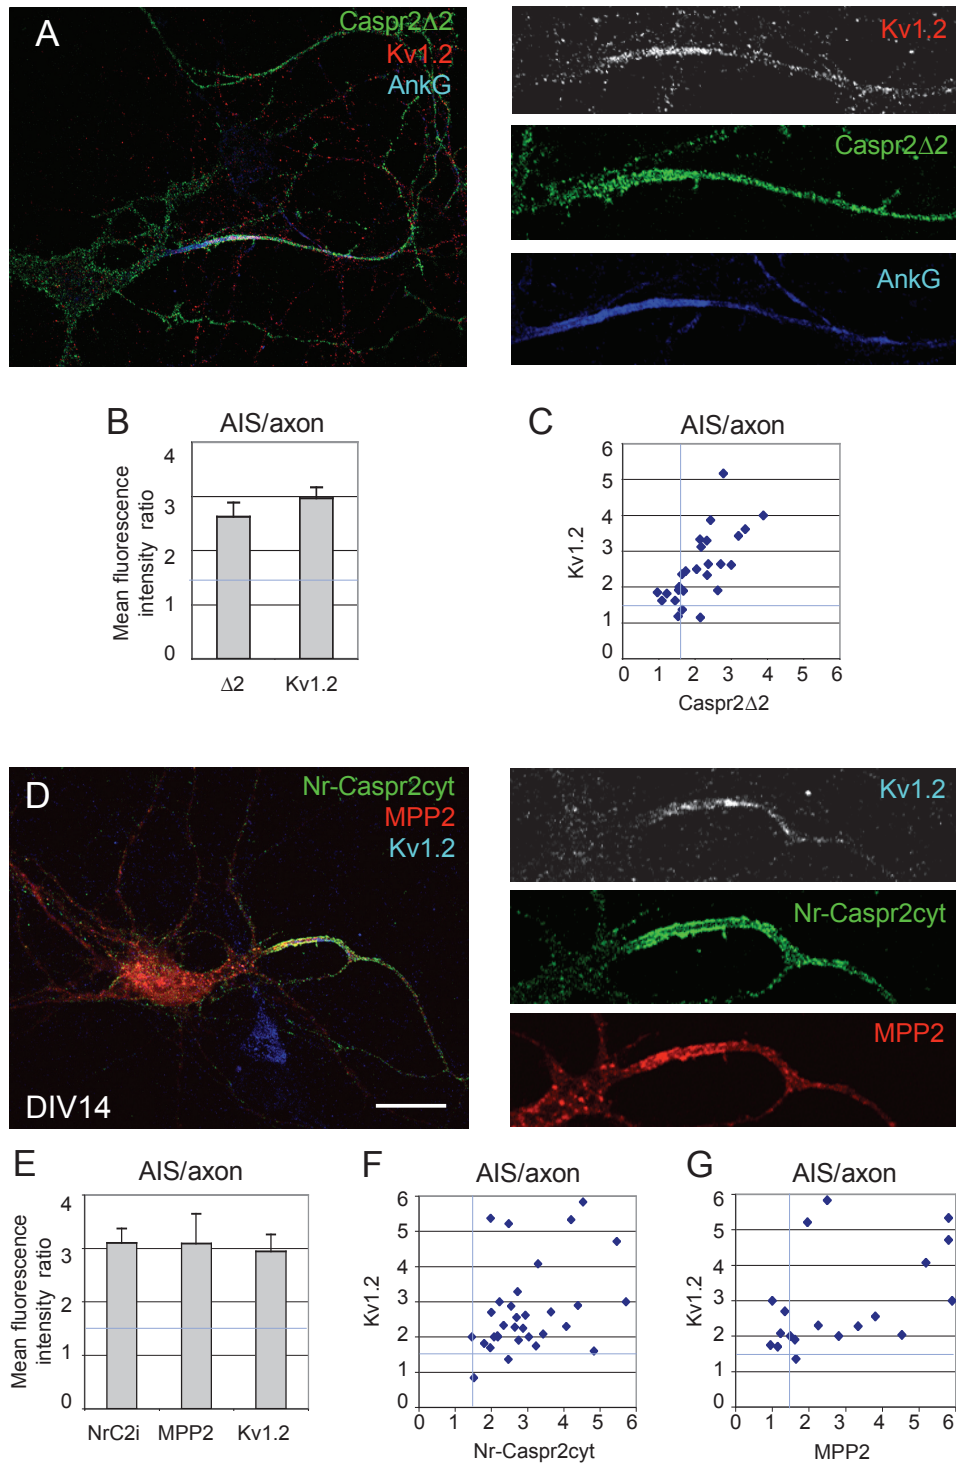 A
Caspr2Δ2
Kv1.2
AnkG
Kv1.2
Caspr2Δ2
AnkG
B
AIS/axon
Mean fluorescence
intensity ratio
4
3
2
1
0
Δ2 Kv1.2
C
AIS/axon
Kv1.2
6
5
4
3
2
1
0
0 1 2 3 4 5 6
Caspr2Δ2
D
Nr-Caspr2cyt
MPP2
Kv1.2
DIV14
Kv1.2
Nr-Caspr2cyt
MPP2
E
AIS/axon
Mean fluorescence
intensity ratio
4
3
2
1
0
NrC2i MPP2 Kv1.2
F
AIS/axon
Kv1.2
6
5
4
3
2
1
0
0 1 2 3 4 5 6
Nr-Caspr2cyt
G
AIS/axon
Kv1.2
6
5
4
3
2
1
0
0 1 2 3 4 5 6
MPP2